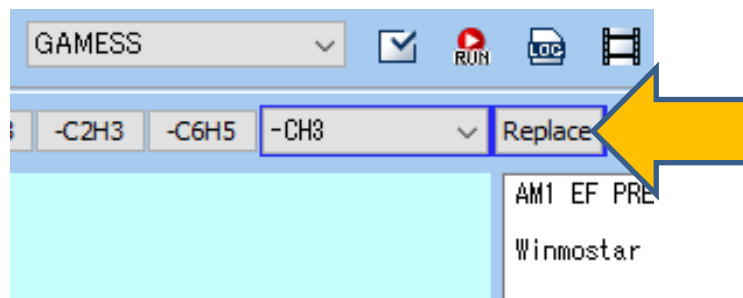 GAMESS
RUN
LOG
-C2H3
-C6H5
-CH3
Replace
AM1 EF PRE
Winmostar